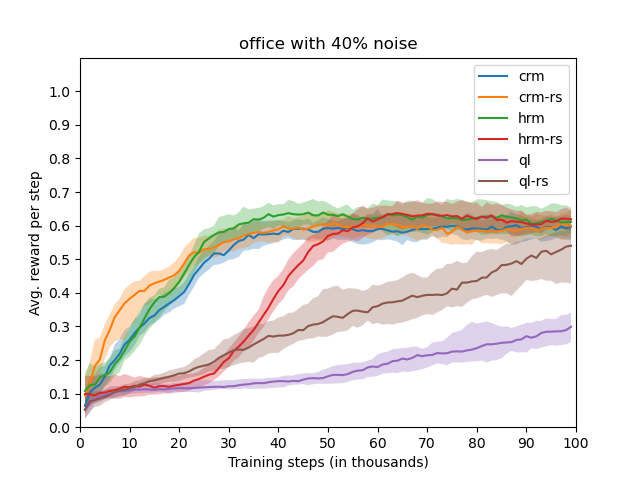 office with 40% noise
Avg. reward per step
1.0
0.9
0.8
0.7
0.6
0.5
0.4
0.3
0.2
0.1
0.0
crm
crm-rs
hrm
hrm-rs
ql
ql-rs
0 10 20 30 40 50 60 70 80 90 100
Training steps (in thousands)